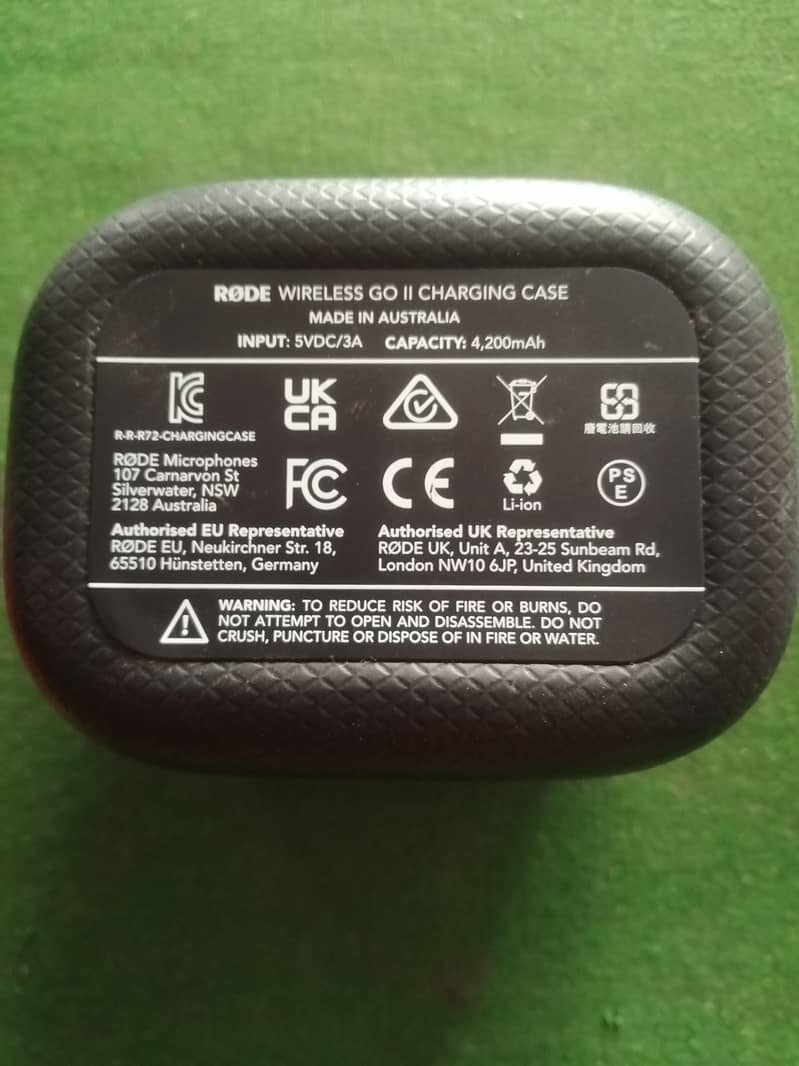 RØDE WIRELESS GO II CHARGING CASE
MADE IN AUSTRALIA
INPUT: 5VDC/3A CAPACITY: 4,200mAh
R-R-R72-CHARGINGCASE
UK
CA
廢電池請回收
RØDE Microphones
107 Carnarvon St
Silverwater, NSW
2128 Australia
FC
CE
Li-ion
PS
E
Authorised EU Representative
RØDE EU, Neukirchner Str. 18,
65510 Hünstetten, Germany
Authorised UK Representative
RØDE UK, Unit A, 23-25 Sunbeam Rd,
London NW10 6JP, United Kingdom
WARNING: TO REDUCE RISK OF FIRE OR BURNS, DO
NOT ATTEMPT TO OPEN AND DISASSEMBLE. DO NOT
CRUSH, PUNCTURE OR DISPOSE OF IN FIRE OR WATER.